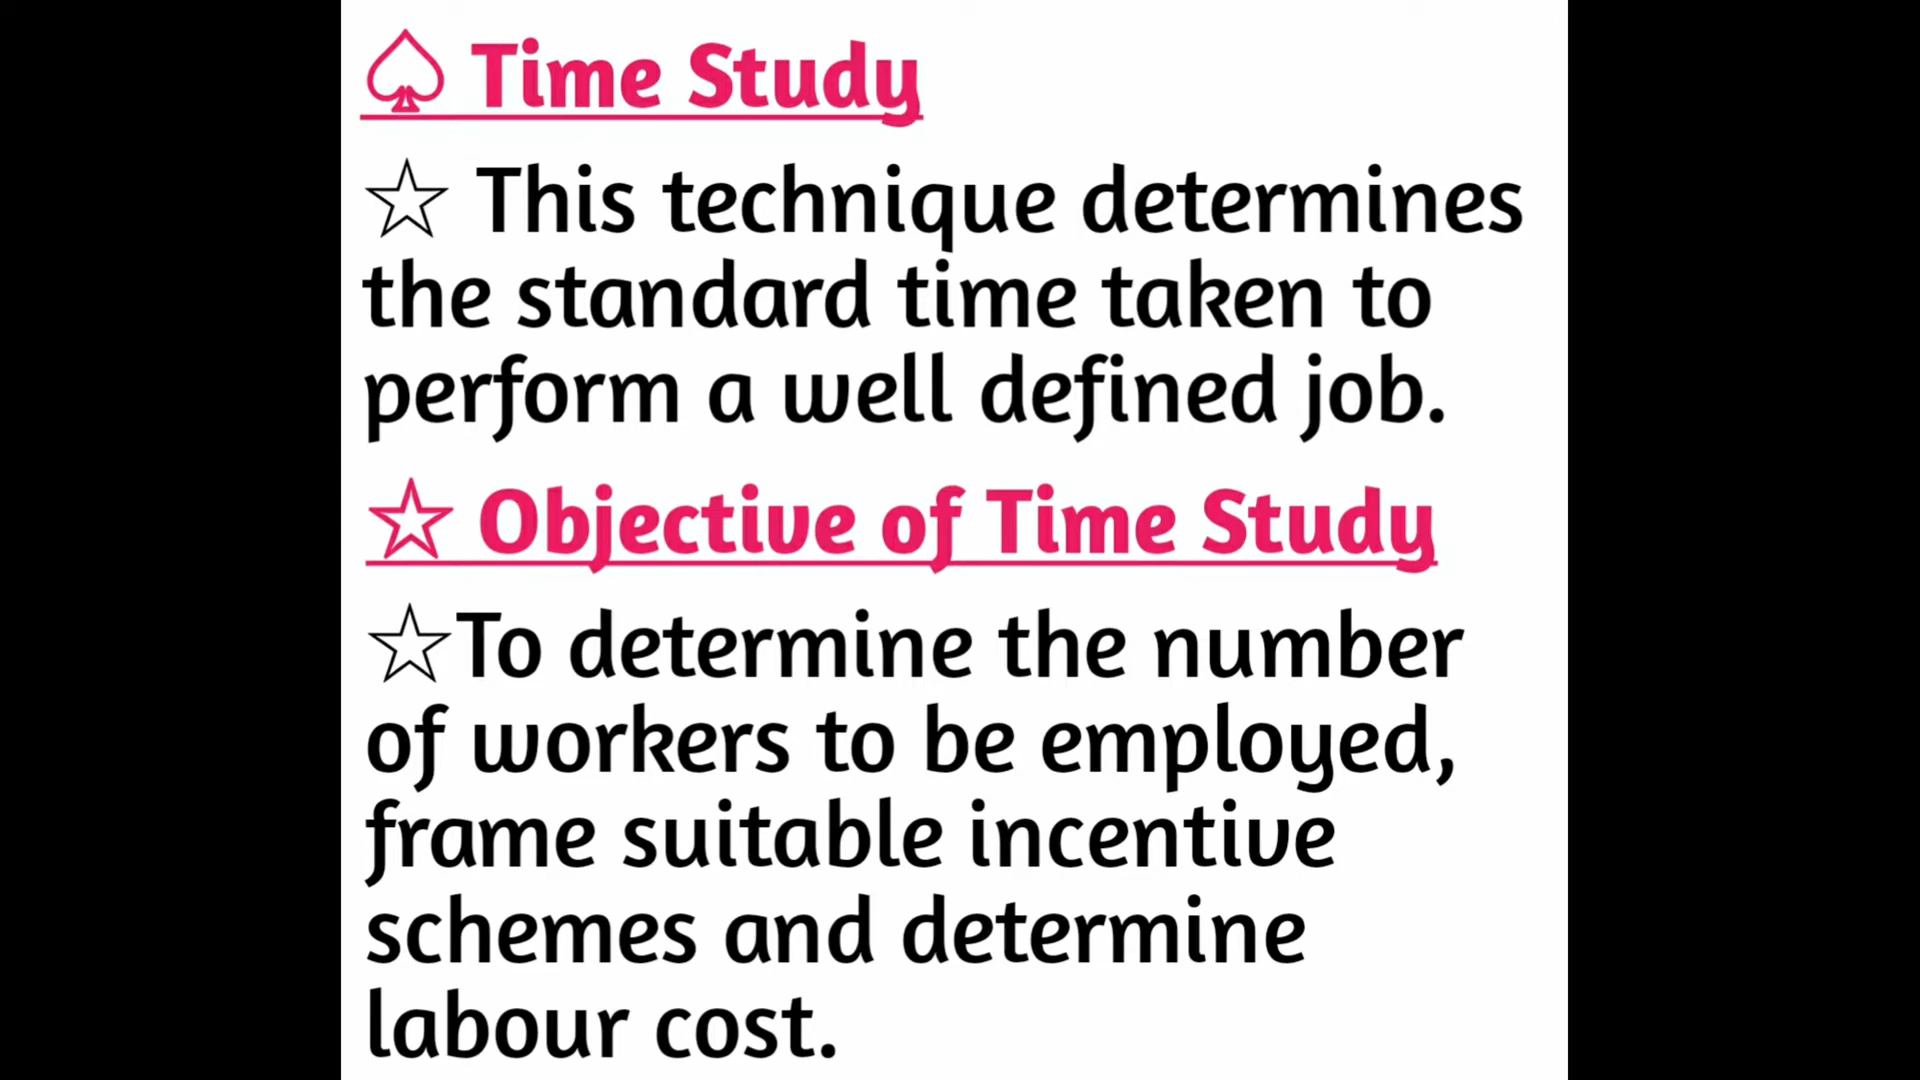 ♤ Time Study
☆ This technique determines
the standard time taken to
perform a well defined job.
☆ Objective of Time Study
☆To determine the number
of workers to be employed,
frame suitable incentive
schemes and determine
labour cost.